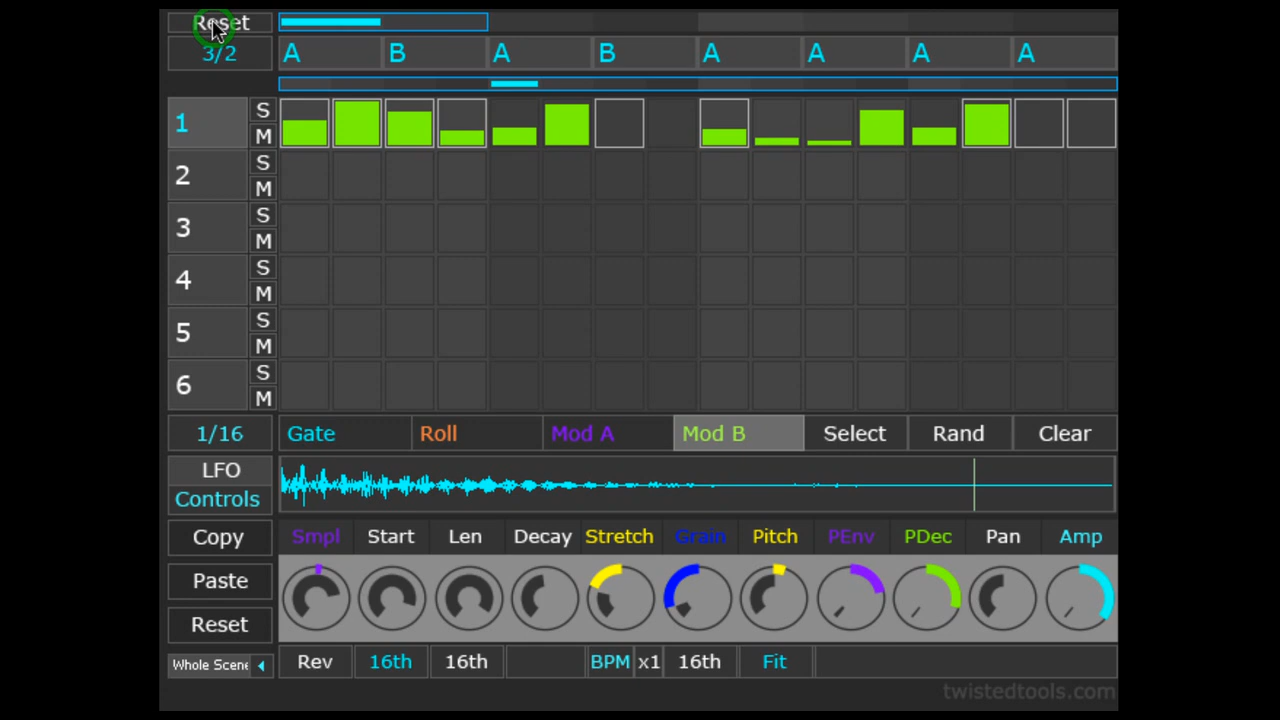 Reset
3/2 A B A B A A A A
1 S
M
2 S
M
3 S
M
4 S
M
5 S
M
6 S
M
1/16 Gate Roll Mod A Mod B Select Rand Clear
LFO
Controls
Copy Smpl Start Len Decay Stretch Grain Pitch PEnv PDec Pan Amp
Paste
Reset
Whole Scene Rev 16th 16th BPM x1 16th Fit
twistedtools.com